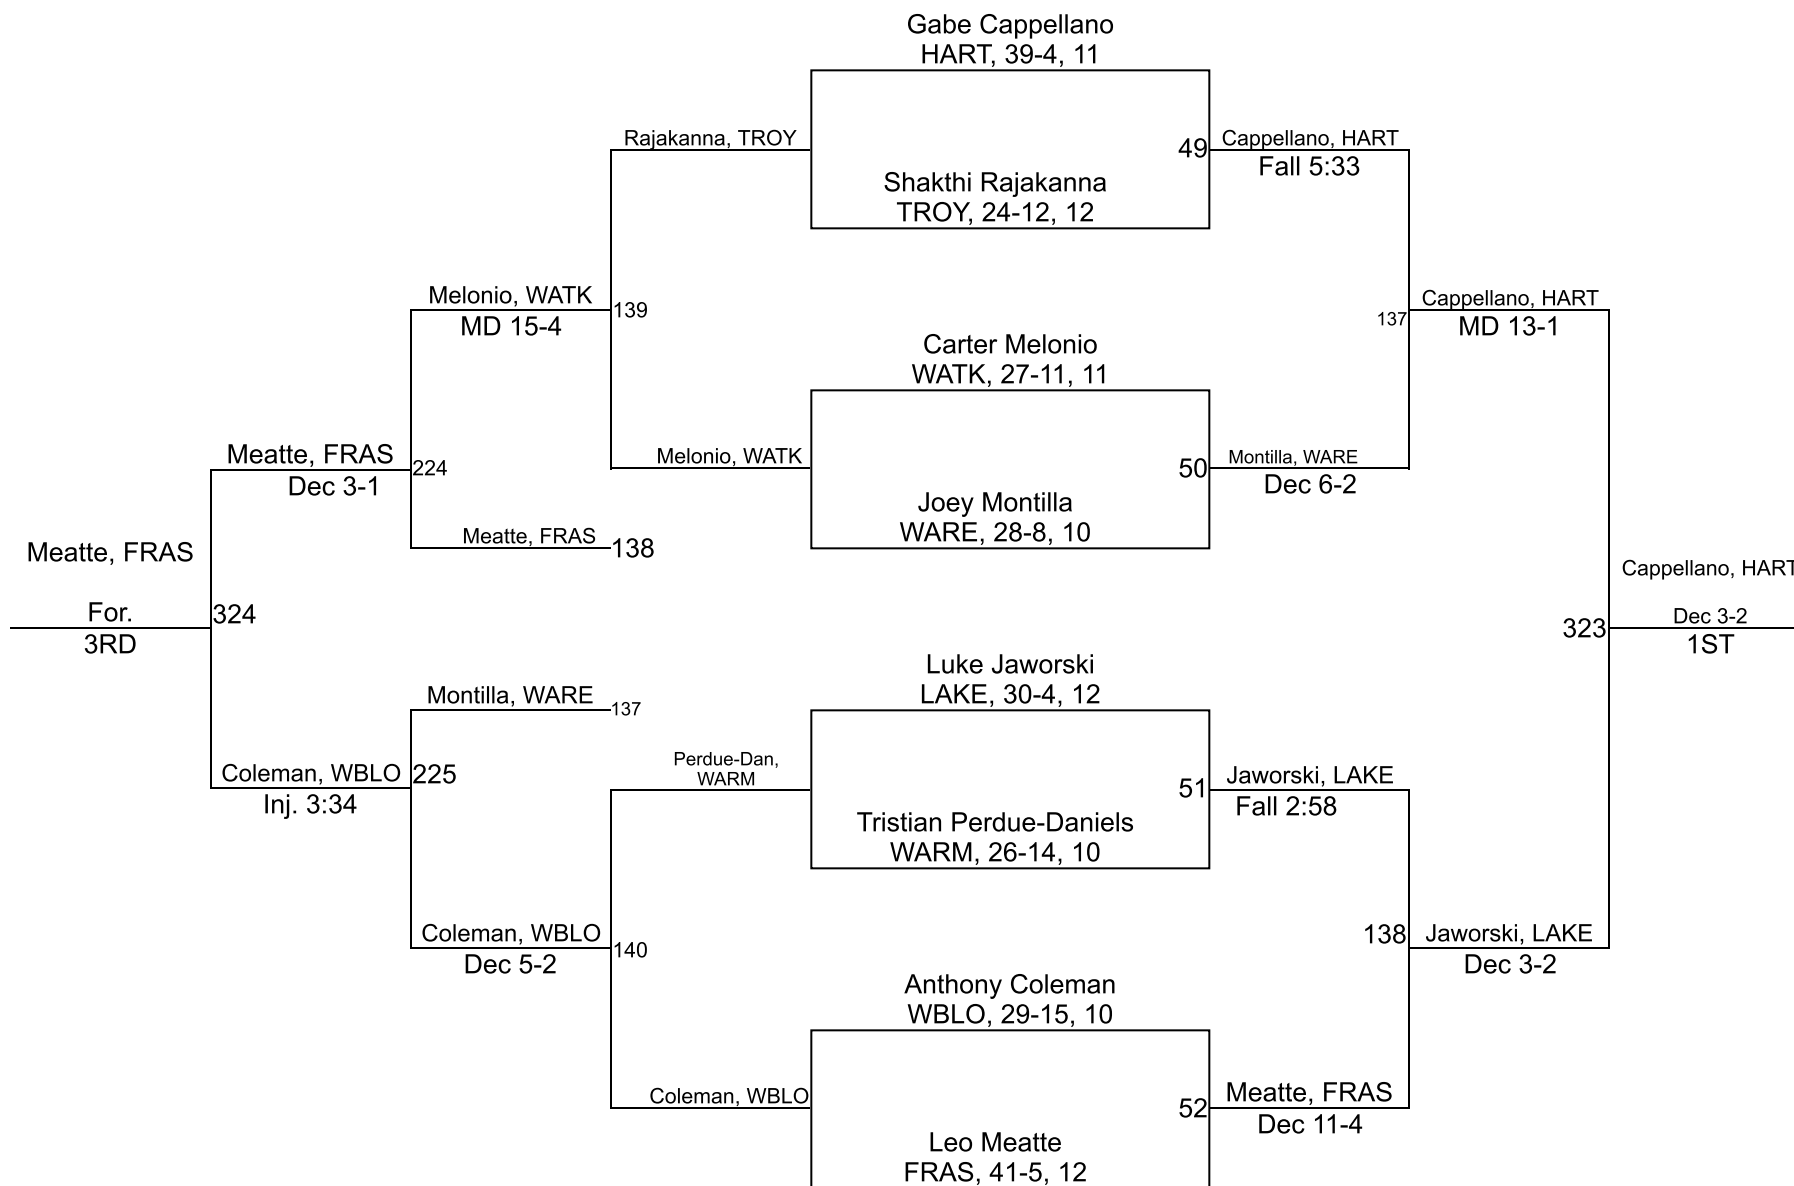 Gabe Cappellano
HART, 39-4, 11
Rajakanna, TROY
49
Cappellano, HART
Fall 5:33
Shakthi Rajakanna
TROY, 24-12, 12
Melonio, WATK
MD 15-4
139
137
Cappellano, HART
MD 13-1
Carter Melonio
WATK, 27-11, 11
Meatte, FRAS
Dec 3-1
224
Melonio, WATK
50
Montilla, WARE
Dec 6-2
Joey Montilla
WARE, 28-8, 10
Meatte, FRAS
138
Meatte, FRAS
For.
3RD
324
Cappellano, HART
323
Dec 3-2
1ST
Luke Jaworski
LAKE, 30-4, 12
Montilla, WARE
137
Coleman, WBLO
Inj. 3:34
225
Perdue-Dan,
WARM
51
Jaworski, LAKE
Fall 2:58
Tristian Perdue-Daniels
WARM, 26-14, 10
Coleman, WBLO
Dec 5-2
140
138
Jaworski, LAKE
Dec 3-2
Anthony Coleman
WBLO, 29-15, 10
Coleman, WBLO
52
Meatte, FRAS
Dec 11-4
Leo Meatte
FRAS, 41-5, 12